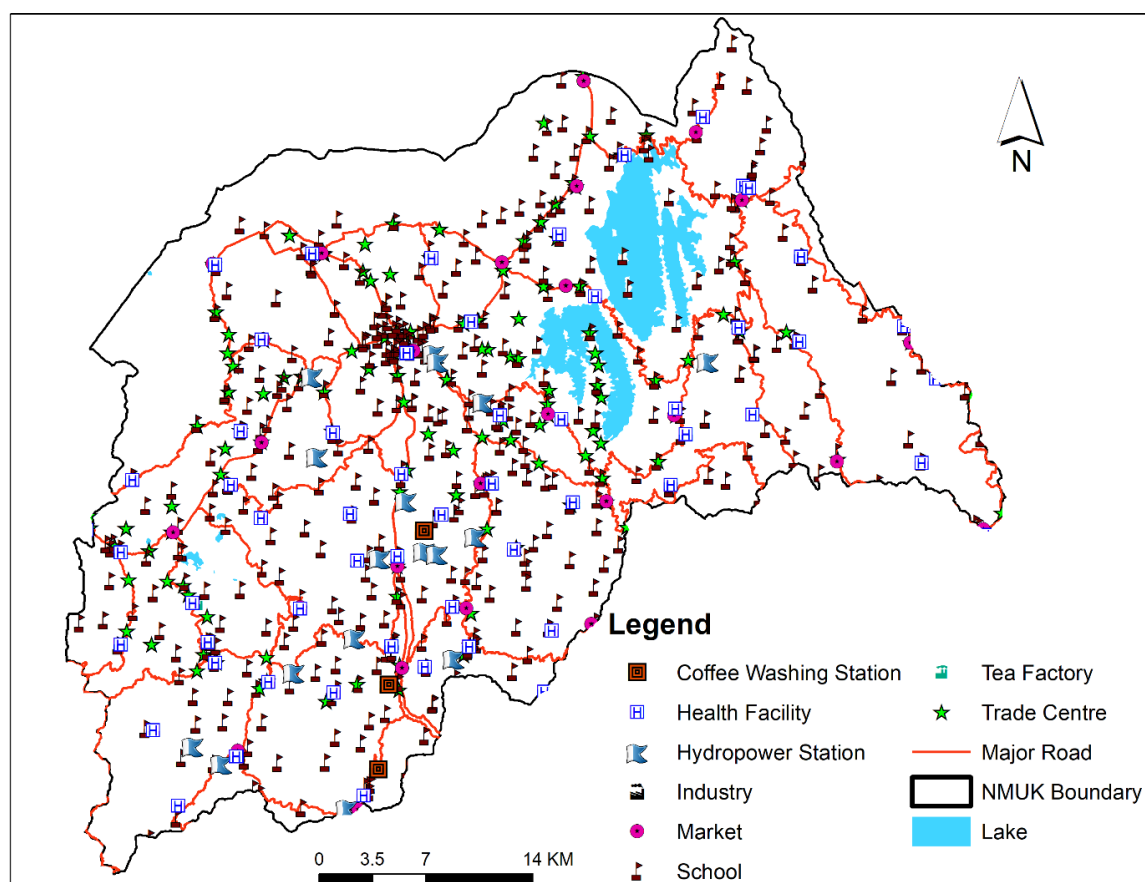 N
Legend
Coffee Washing Station
Health Facility
Hydropower Station
Industry
Market
School
Tea Factory
Trade Centre
Major Road
NMUK Boundary
Lake
0 3.5 7 14 KM